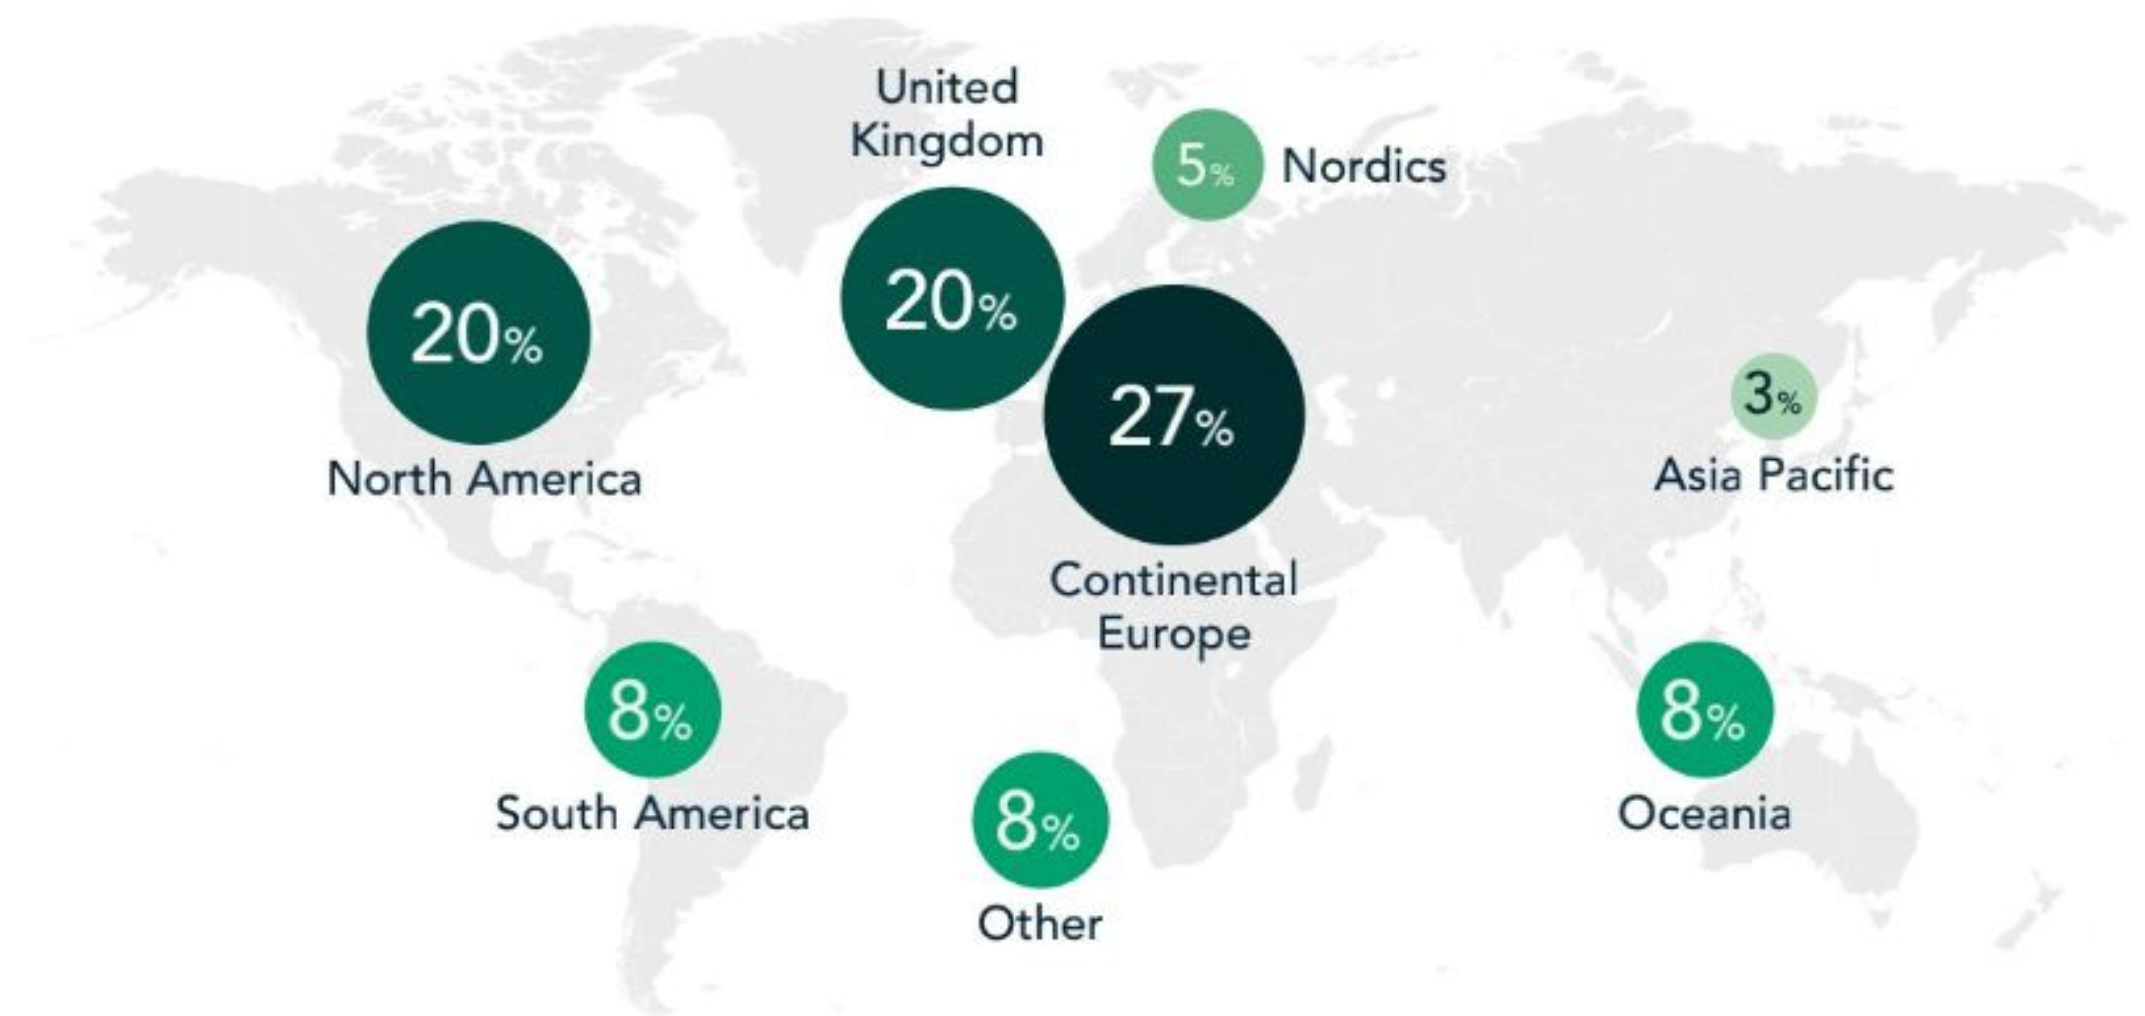 United
Kingdom
5% Nordics
20%
North America
20%
27%
Continental
Europe
3%
Asia Pacific
8%
South America
8%
Other
8%
Oceania